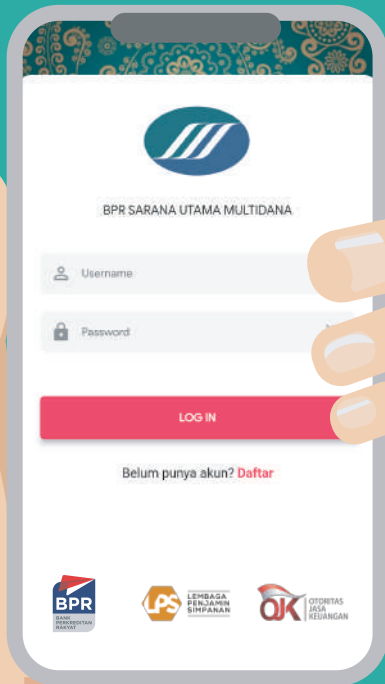 BPR SARANA UTAMA MULTIDANA
Username
Password
LOG IN
Belum punya akun? Daftar
BPR
BANK
PERKREDITAN
RAKYAT
LPS
LEMBAGA
PENJAMIN
SIMPANAN
OJK
OTORITAS
JASA
KEUANGAN